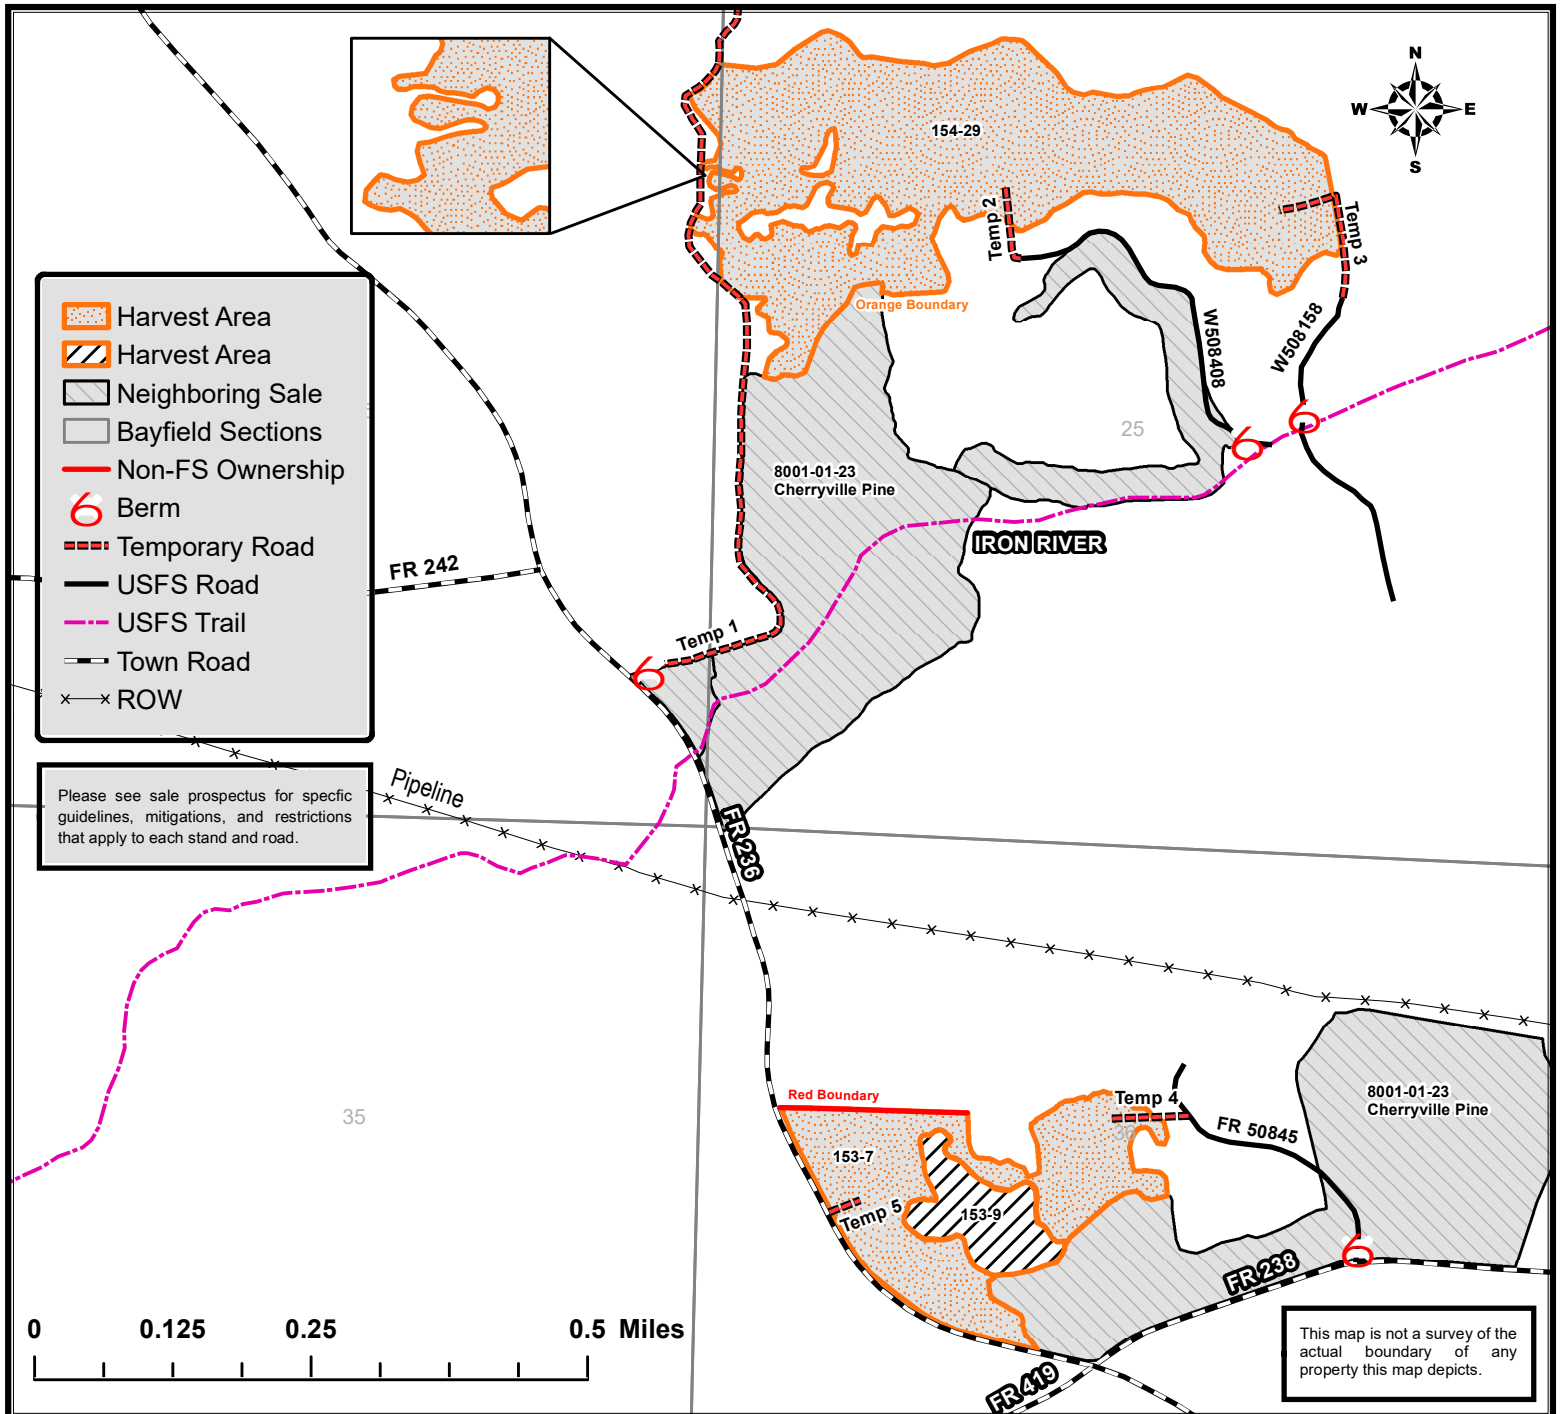 N
W
E
S
154-29
Temp 2
Temp 3
Orange Boundary
W508408
W508158
25
Harvest Area
Harvest Area
Neighboring Sale
Bayfield Sections
Non-FS Ownership
Berm
Temporary Road
USFS Road
USFS Trail
Town Road
ROW
8001-01-23
Cherryville Pine
IRON RIVER
FR 242
Temp 1
Pipeline
Please see sale prospectus for specfic
guidelines, mitigations, and restrictions
that apply to each stand and road.
FR 236
35
Red Boundary
Temp 4
36
FR 50845
8001-01-23
Cherryville Pine
153-7
Temp 5
153-9
FR 238
FR 419
0 0.125 0.25 0.5 Miles
This map is not a survey of the
actual boundary of any
property this map depicts.